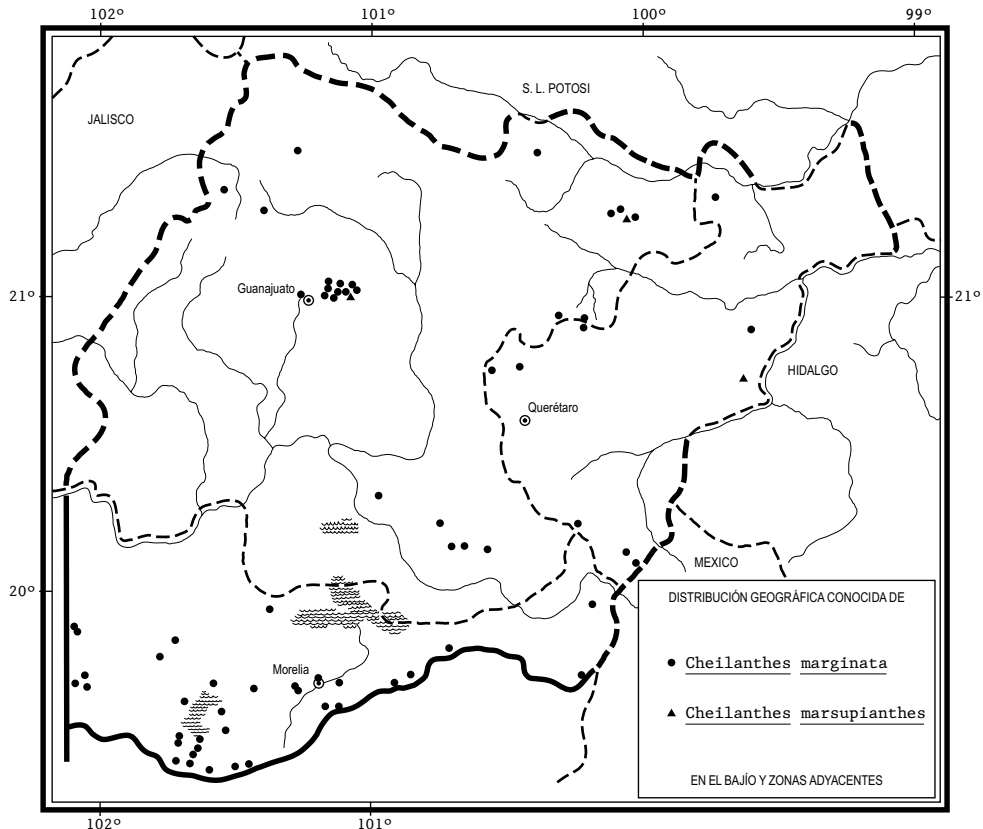 102º 101º 100º 99º
S. L. POTOSI
JALISCO
Guanajuato
21º 21º
HIDALGO
Querétaro
MEXICO
20º
DISTRIBUCIÓN GEOGRÁFICA CONOCIDA DE
Cheilanthes marginata
Morelia
Cheilanthes marsupianthes
EN EL BAJÍO Y ZONAS ADYACENTES
102º 101º